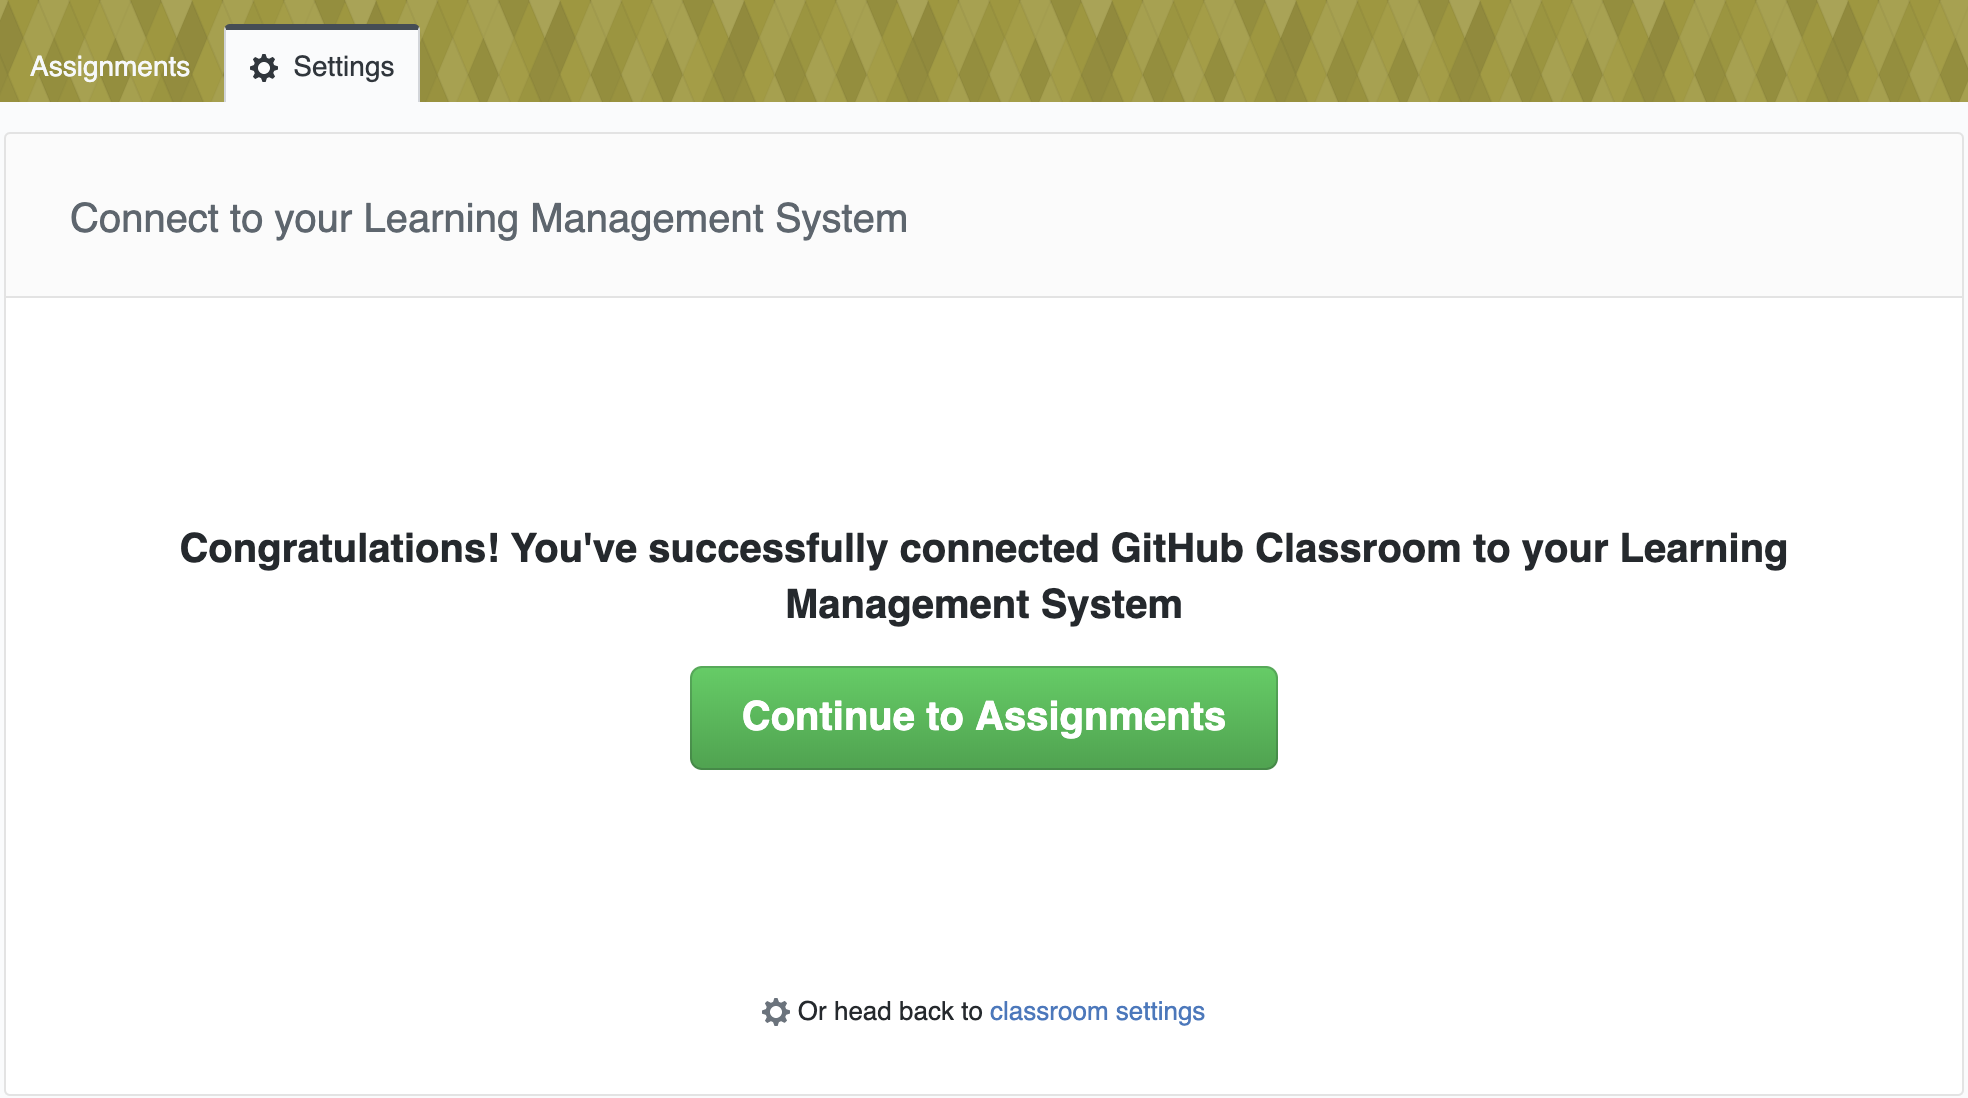 Assignments
Settings
Connect to your Learning Management System
Congratulations! You've successfully connected GitHub Classroom to your Learning
Management System
Continue to Assignments
Or head back to classroom settings